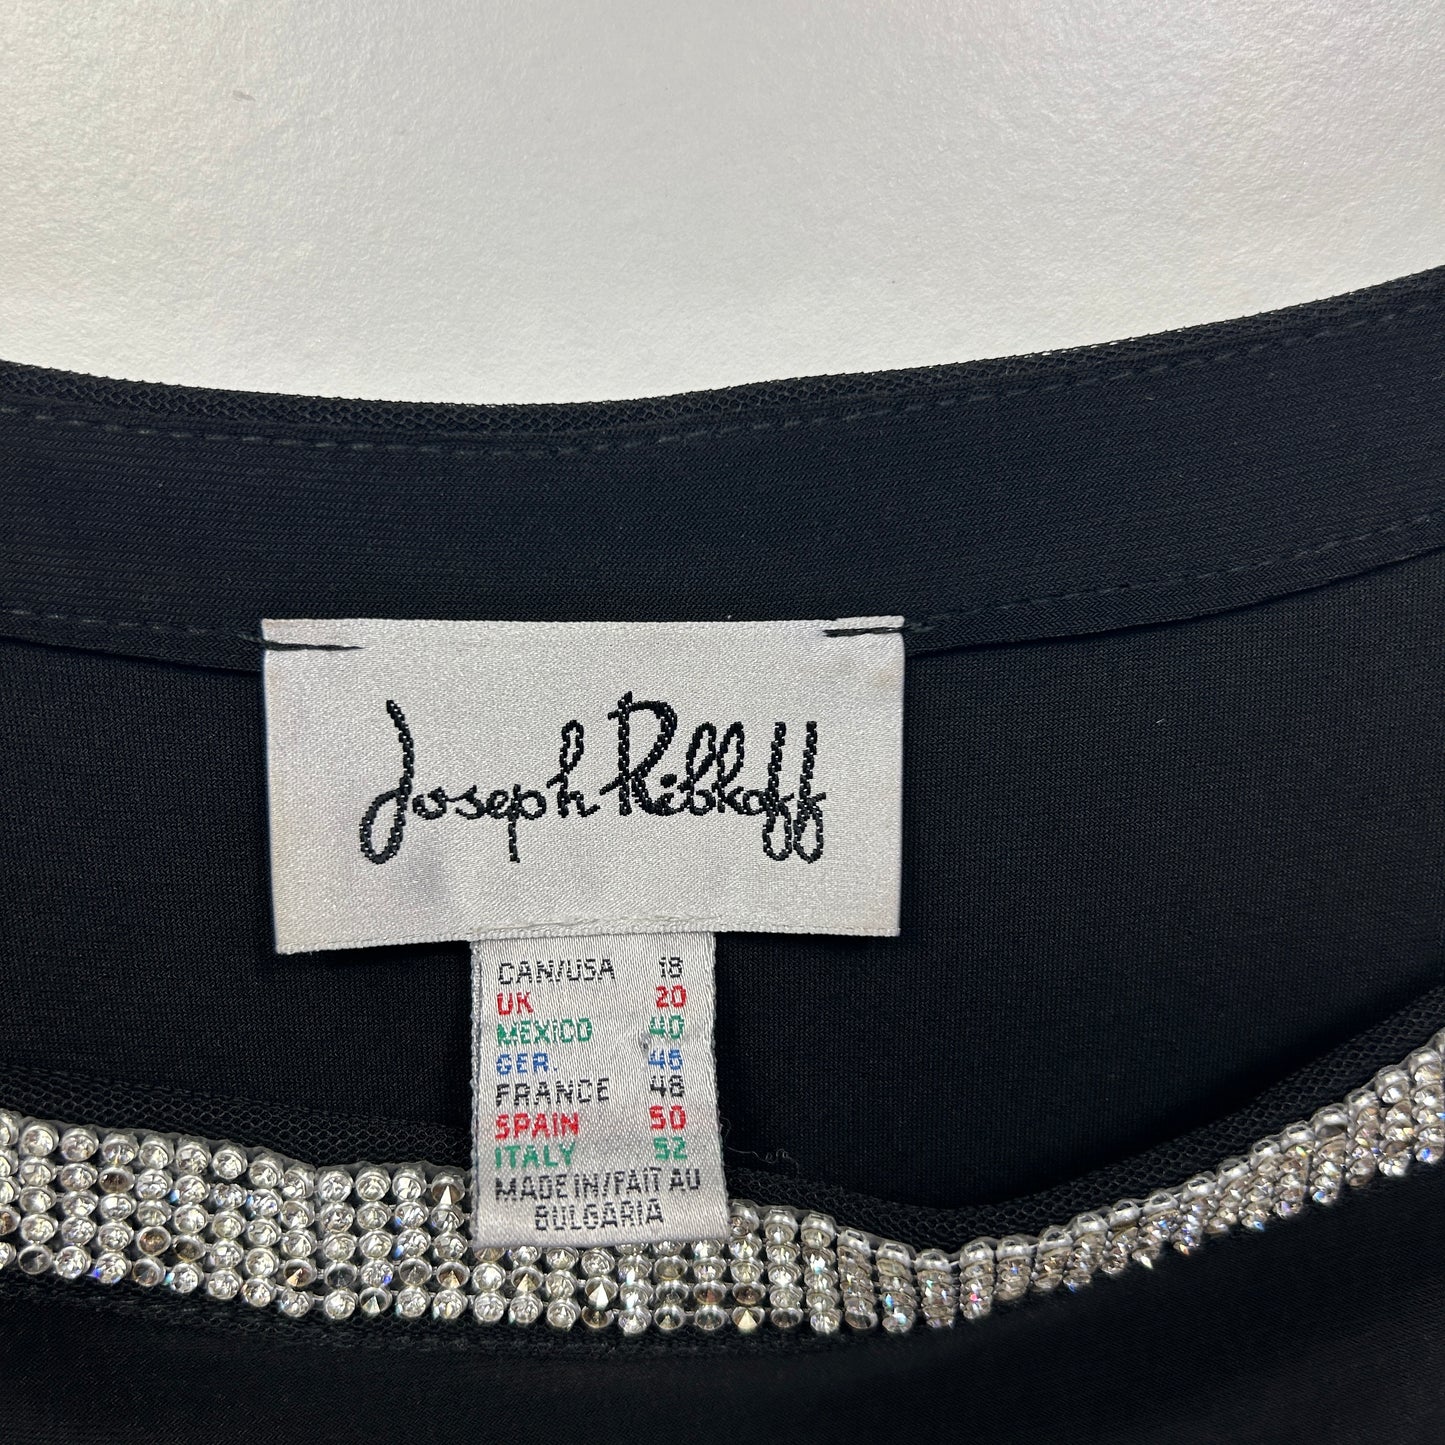 Joseph Ribkoff
CAN/USA 18
UK 20
MEXICO 40
GER. 46
FRANCE 48
SPAIN 50
ITALY 52
MADE IN/FAIT AU
BULGARIA